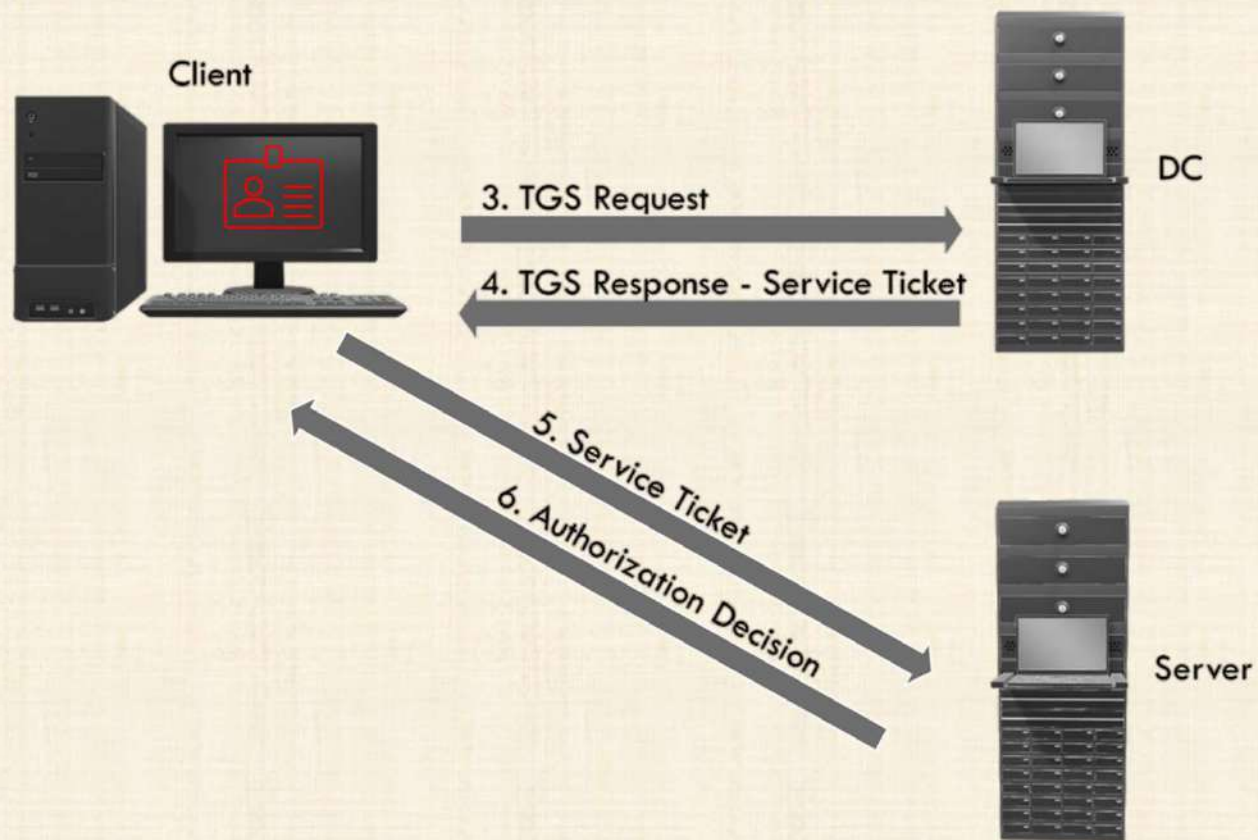 Client
DC
3. TGS Request
4. TGS Response - Service Ticket
5. Service Ticket
6. Authorization Decision
Server